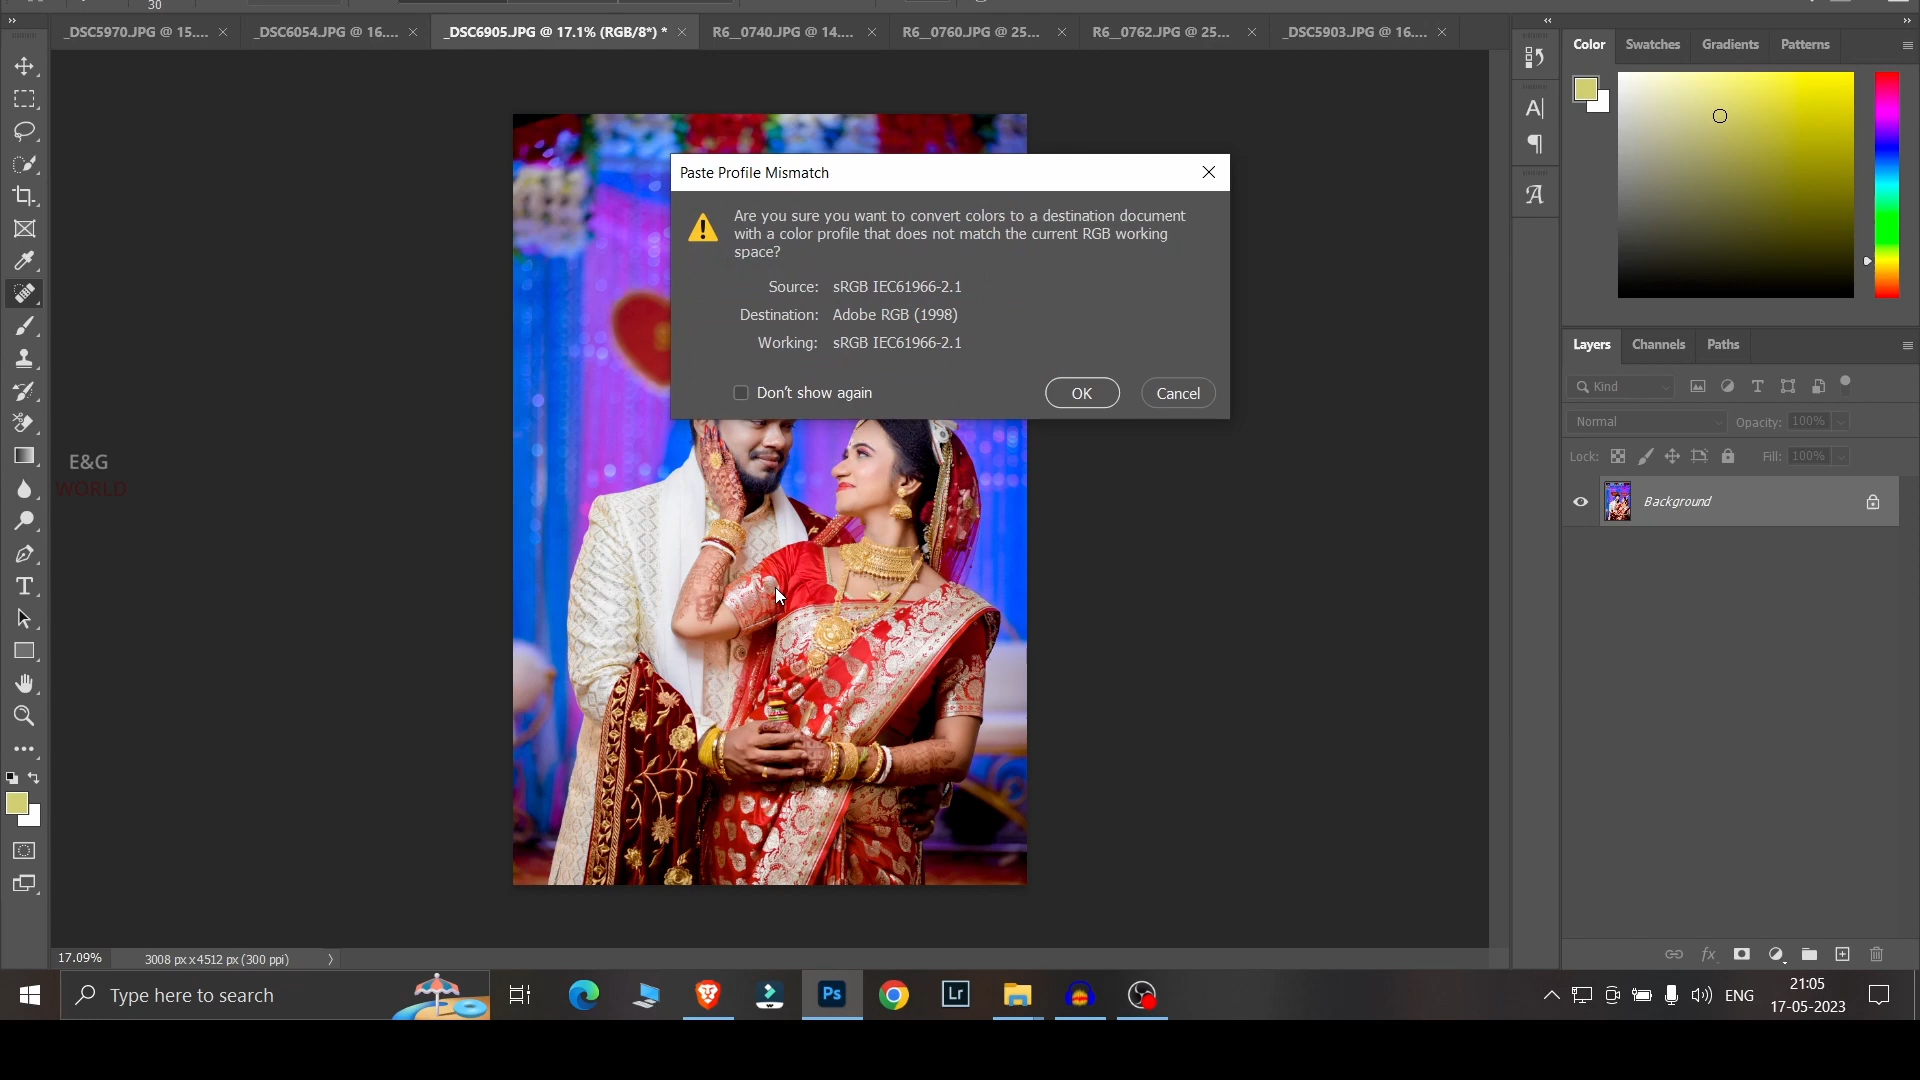 30
_DSC5970.JPG @ 15....
_DSC6054.JPG @ 16....
_DSC6905.JPG @ 17.1% (RGB/8*) *
R6__0740.JPG @ 14....
R6__0760.JPG @ 25...
R6__0762.JPG @ 25...
_DSC5903.JPG @ 16....
Color
Swatches
Gradients
Patterns
Paste Profile Mismatch
Are you sure you want to convert colors to a destination document
with a color profile that does not match the current RGB working
space?
Source: sRGB IEC61966-2.1
Destination: Adobe RGB (1998)
Working: sRGB IEC61966-2.1
Don't show again
OK
Cancel
Layers
Channels
Paths
Kind
Normal
Opacity: 100%
Lock:
Fill: 100%
Background
E&G
WORLD
17.09%
3008 px x 4512 px (300 ppi)
Type here to search
Ps
Lr
ENG
21:05
17-05-2023